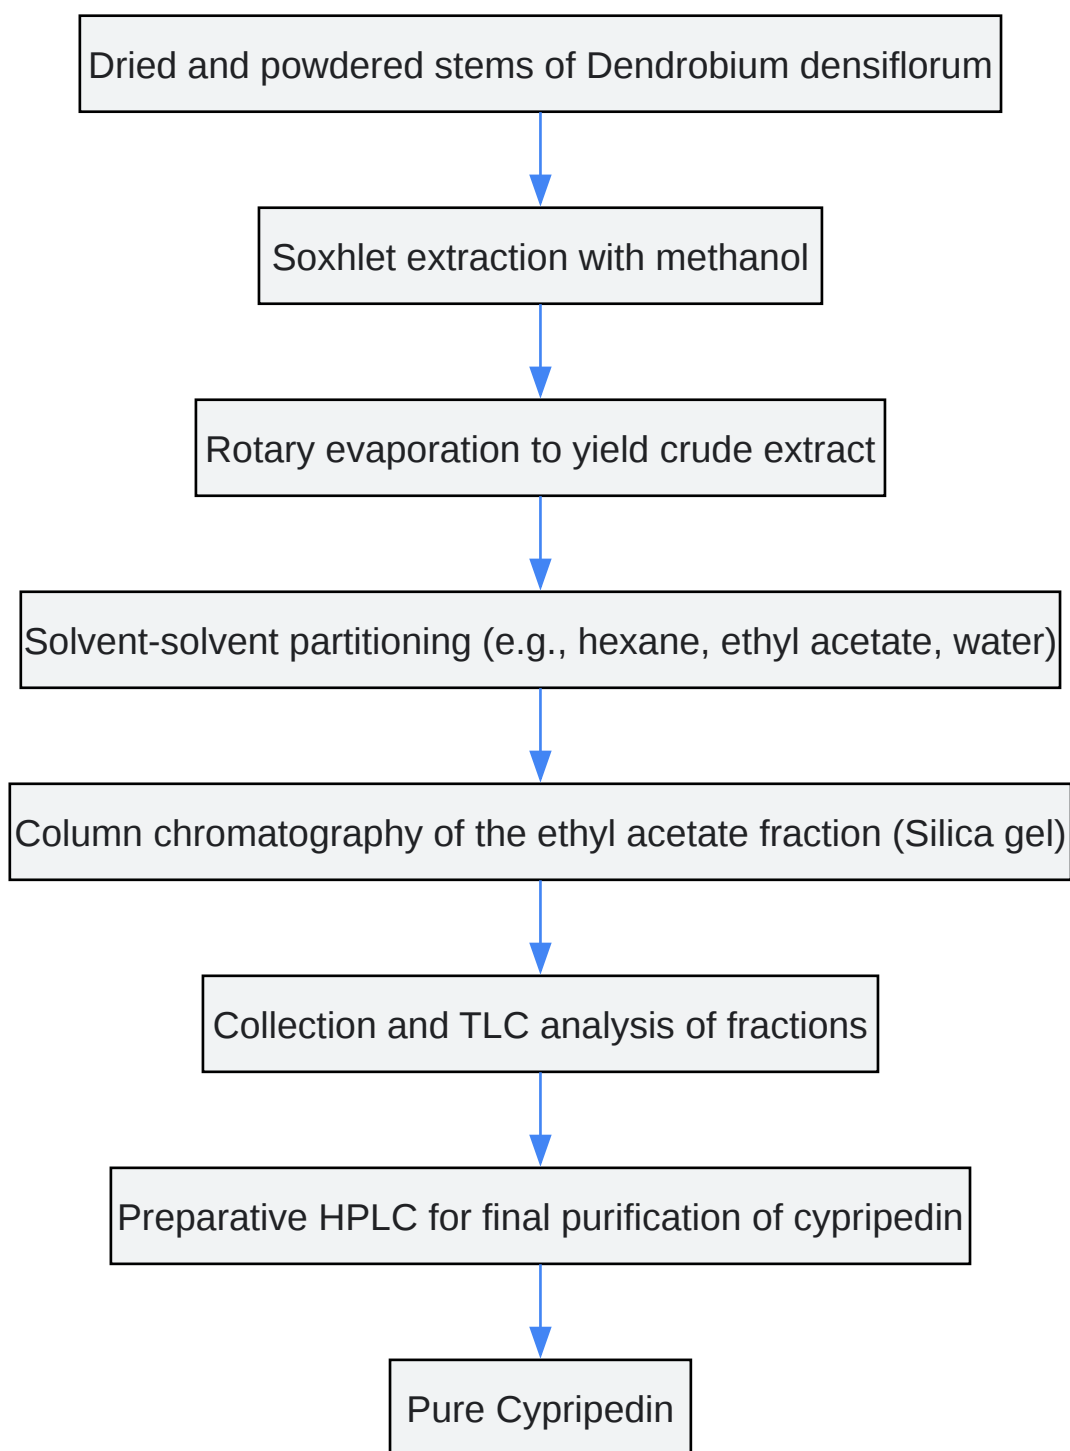 Dried and powdered stems of Dendrobium densiflorum
Soxhlet extraction with methanol
Rotary evaporation to yield crude extract
Solvent-solvent partitioning (e.g., hexane, ethyl acetate, water)
Column chromatography of the ethyl acetate fraction (Silica gel)
Collection and TLC analysis of fractions
Preparative HPLC for final purification of cypripedin
Pure Cypripedin